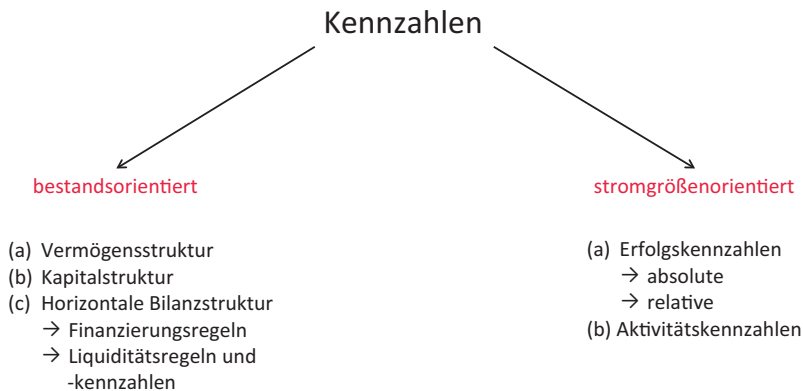 Kennzahlen
bestandsorientiert
(a) Vermögensstruktur
(b) Kapitalstruktur
(c) Horizontale Bilanzstruktur
→ Finanzierungsregeln
→ Liquiditätsregeln und
-kennzahlen
stromgrößenorientiert
(a) Erfolgskennzahlen
→ absolute
→ relative
(b) Aktivitätskennzahlen